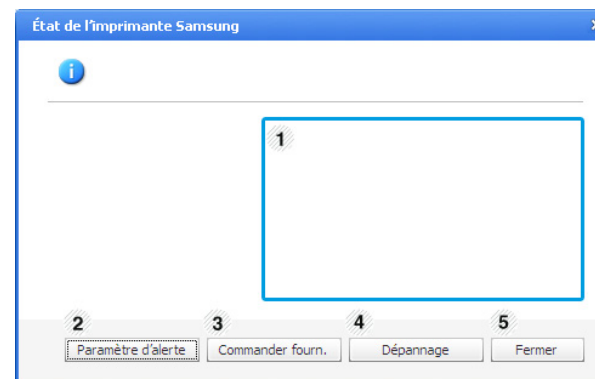 État de l'imprimante Samsung
1
2 3 4 5
Paramètre d'alerte Commander fourn. Dépannage Fermer